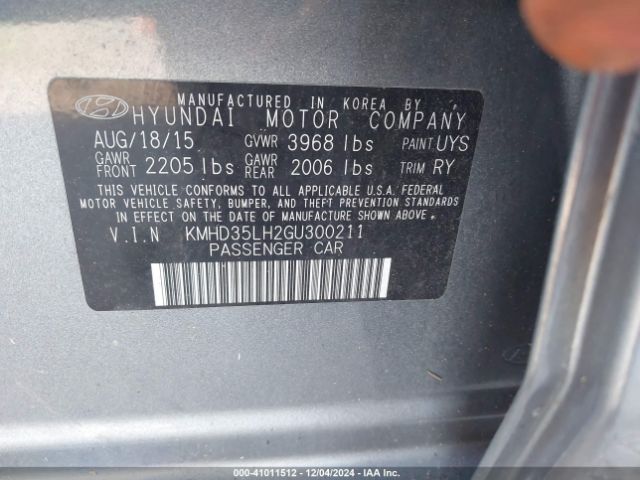 MANUFACTURED IN KOREA BY
HYUNDAI MOTOR COMPANY
AUG/18/15 GVWR 3968 lbs PAINT UYS
GAWR FRONT 2205 lbs GAWR REAR 2006 lbs TRIM RY
THIS VEHICLE CONFORMS TO ALL APPLICABLE U.S.A. FEDERAL
MOTOR VEHICLE SAFETY, BUMPER, AND THEFT PREVENTION STANDARDS
IN EFFECT ON THE DATE OF MANUFACTURE SHOWN ABOVE.
V.I.N KMHD35LH2GU300211
PASSENGER CAR
000-41011512 - 12/04/2024 - IAA Inc.